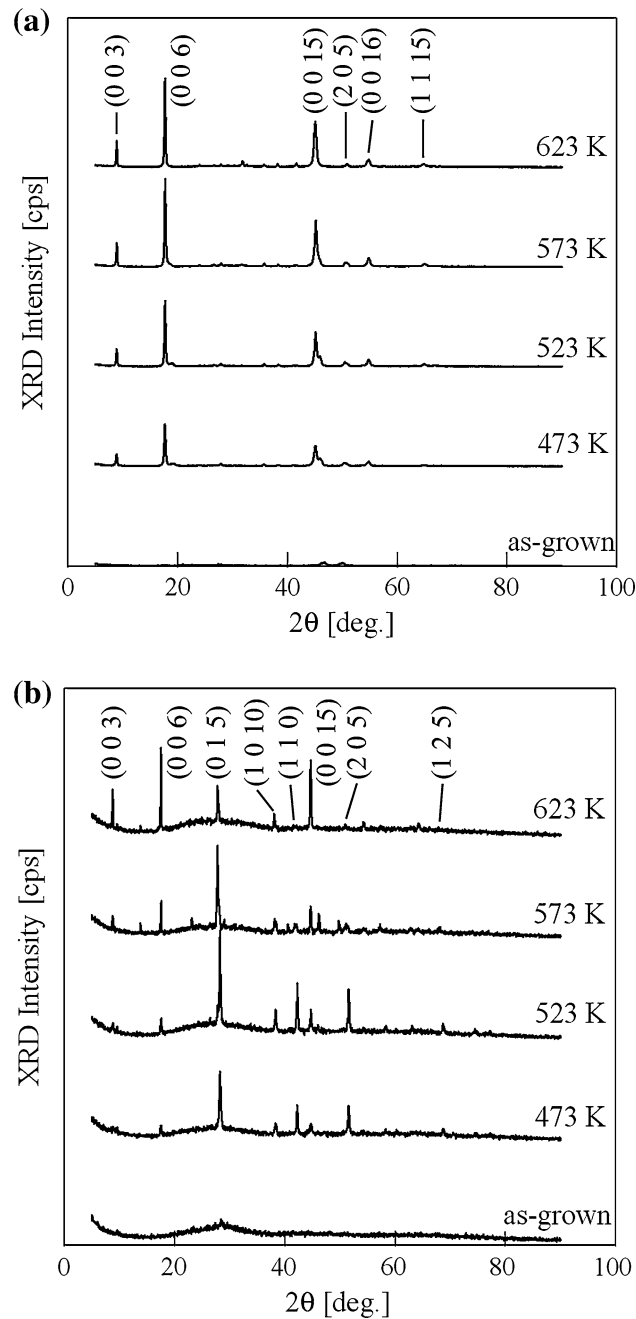 (a)
(0 0 3)
(0 0 6)
(0 0 15)
(2 0 5)
(0 0 16)
(1 1 15)
623 K
573 K
523 K
473 K
as-grown
XRD Intensity [cps]
0 20 40 60 80 100
2θ [deg.]
(b)
(0 0 3)
(0 0 6)
(0 1 5)
(1 0 10)
(1 1 0)
(0 0 15)
(2 0 5)
(1 2 5)
623 K
573 K
523 K
473 K
as-grown
XRD Intensity [cps]
0 20 40 60 80 100
2θ [deg.]